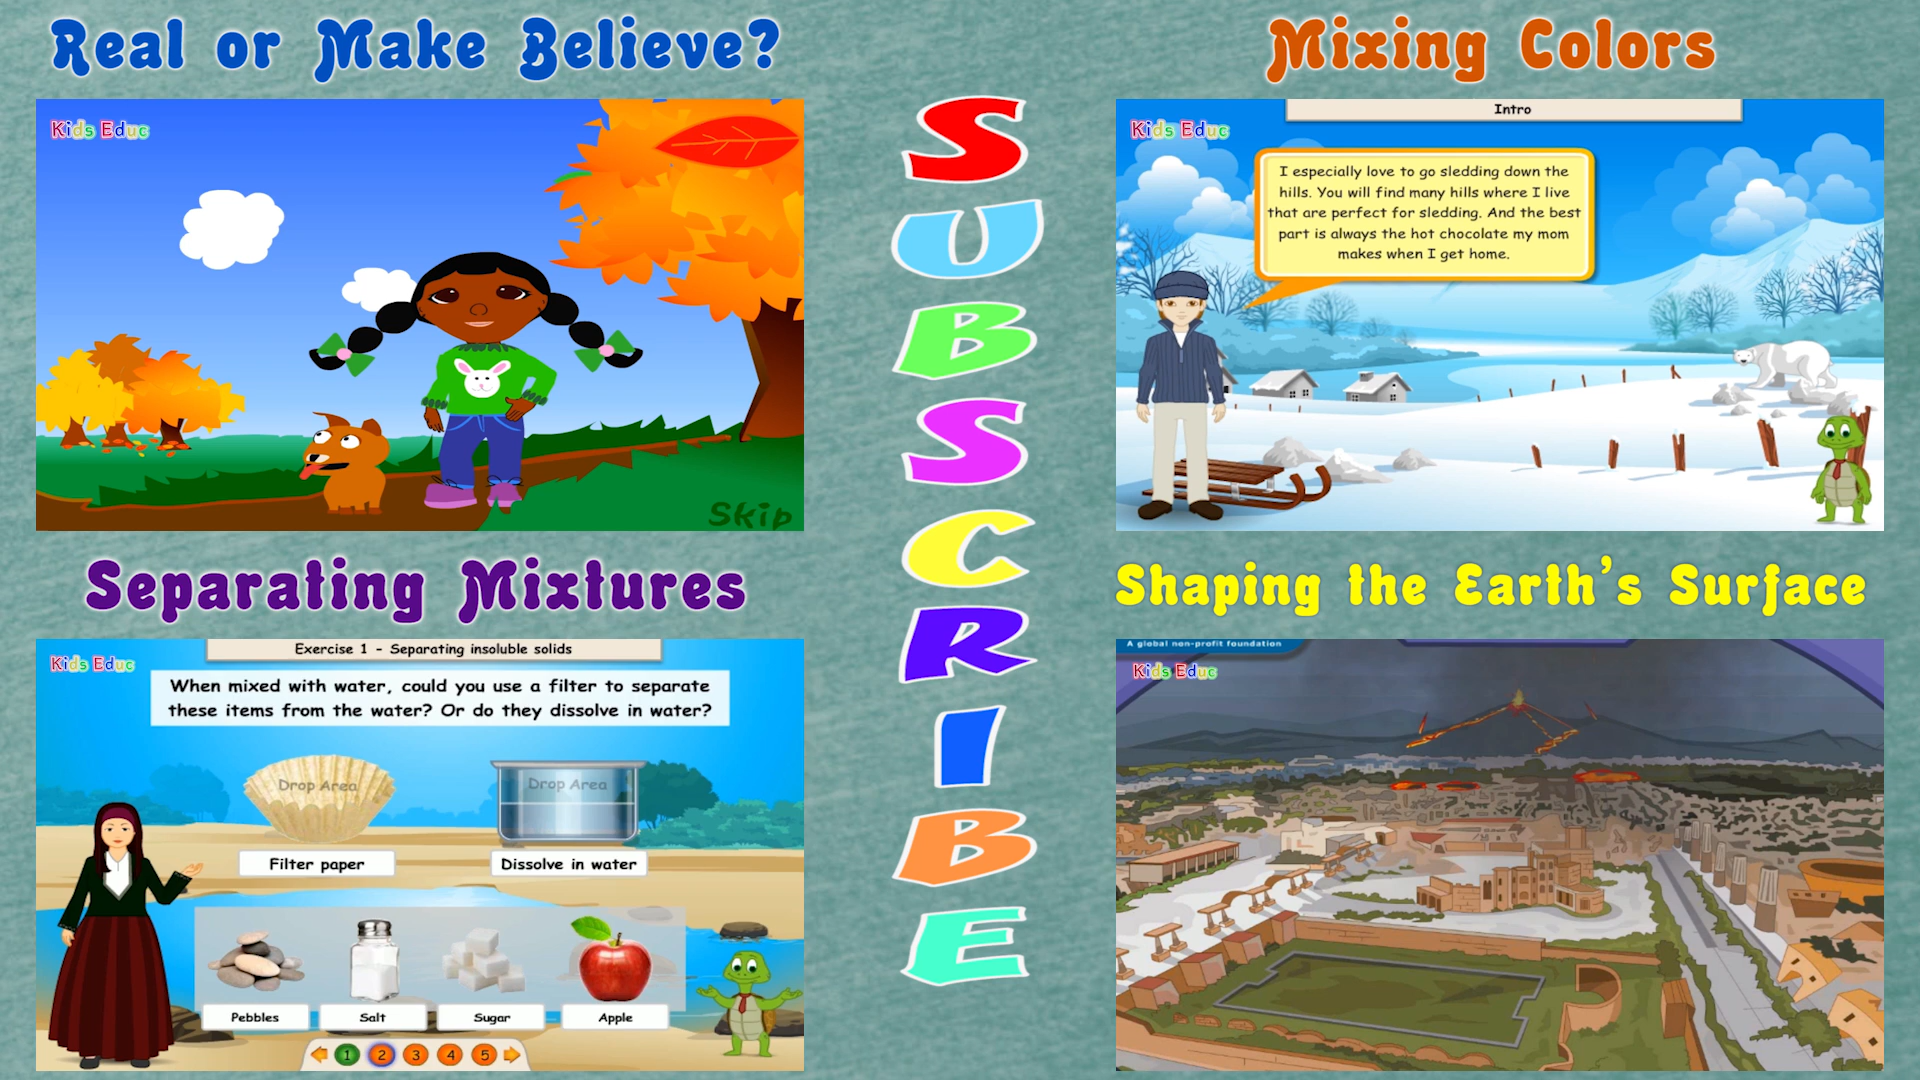 Real or Make Believe?
Kids Educ
Skip
Mixing Colors
Intro
Kids Educ
I especially love to go sledding down the
hills. You will find many hills where I live
that are perfect for sledding. And the best
part is always the hot chocolate my mom
makes when I get home.
SUBSCRIBE
Separating Mixtures
Exercise 1 - Separating insoluble solids
Kids Educ
When mixed with water, could you use a filter to separate
these items from the water? Or do they dissolve in water?
Drop Area Drop Area
Filter paper Dissolve in water
Pebbles Salt Sugar Apple
1 2 3 4 5
Shaping the Earth's Surface
A global non-profit foundation
Kids Educ